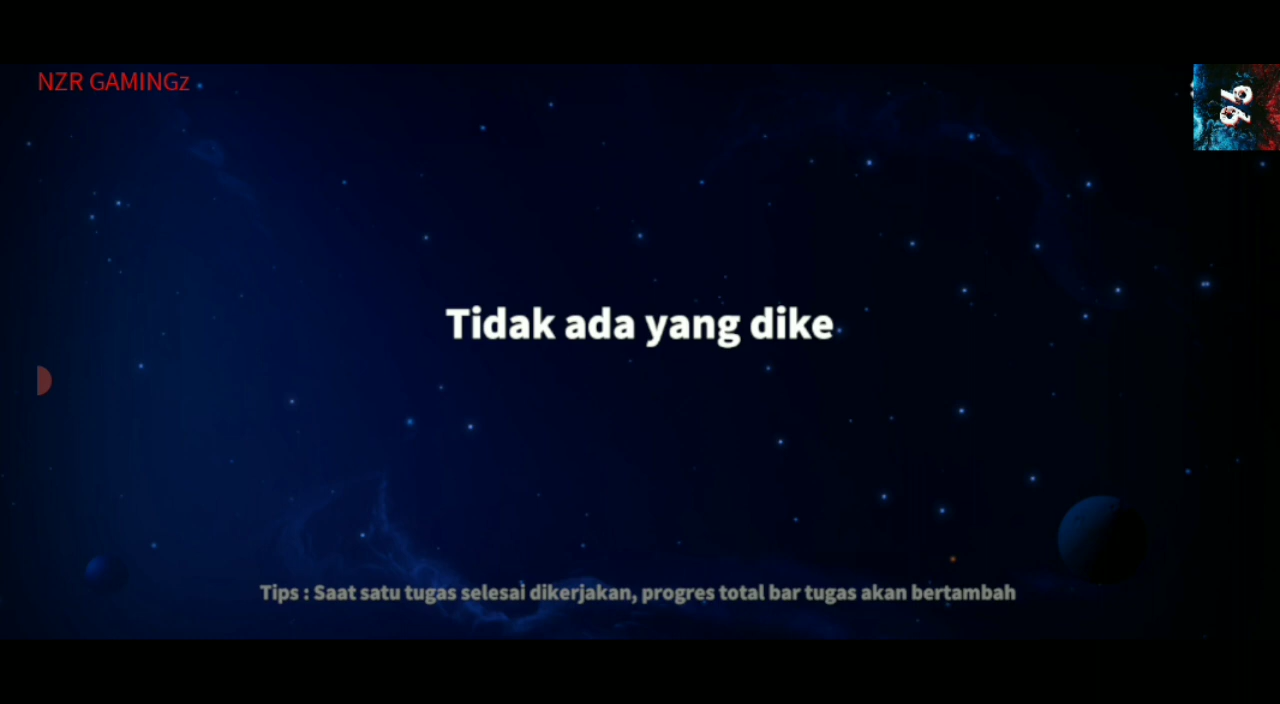 NZR GAMINGz
Tidak ada yang dike
Tips : Saat satu tugas selesai dikerjakan, progres total bar tugas akan bertambah